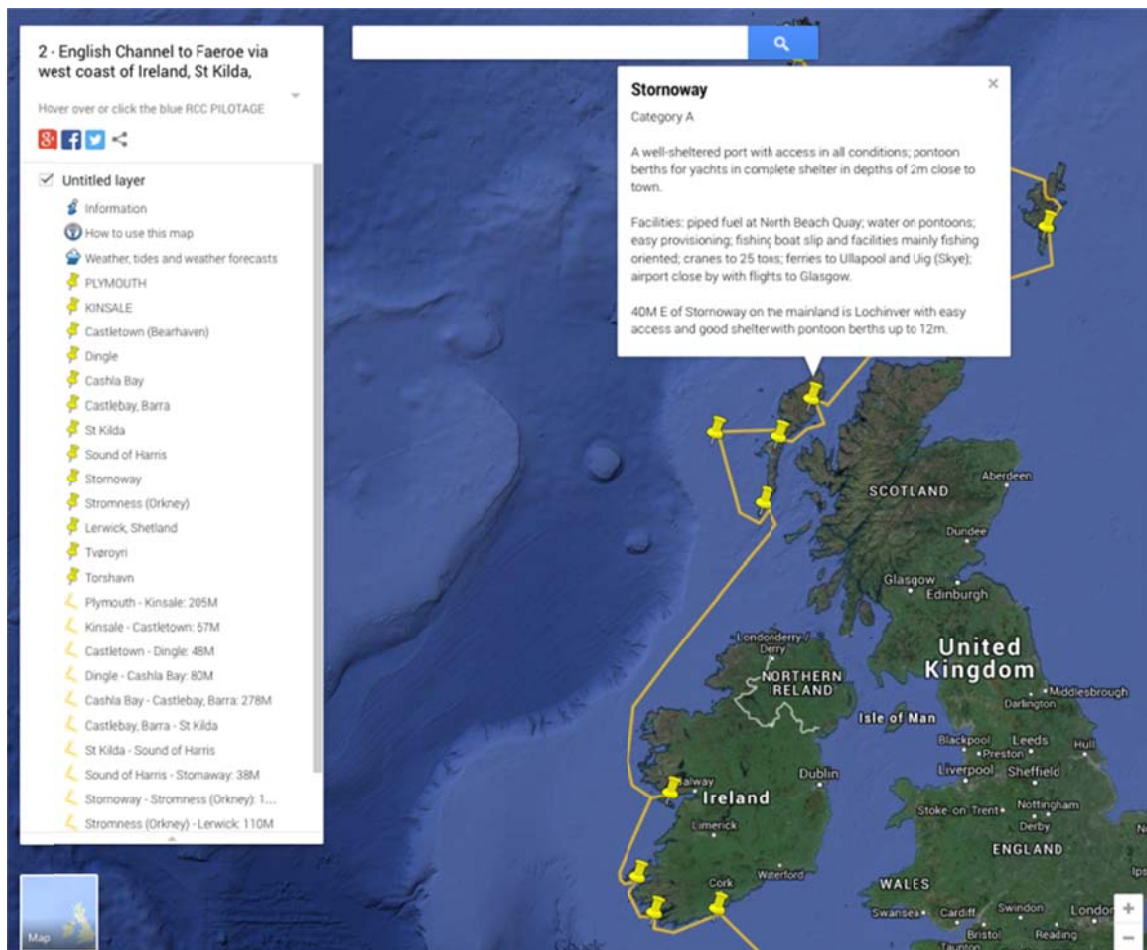 2 - English Channel to Faeroe via
west coast of Ireland, St Kilda,
Hover over or click the blue RCC PILOTAGE
Untitled layer
Information
How to use this map
Weather, tides and weather forecasts
PLYMOUTH
KINSALE
Castletown (Bearhaven)
Dingle
Cashla Bay
Castlebay, Barra
St Kilda
Sound of Harris
Stornoway
Stromness (Orkney)
Lerwick, Shetland
Tvøroyri
Torshavn
Plymouth - Kinsale: 205M
Kinsale - Castletown: 57M
Castletown - Dingle: 48M
Dingle - Cashla Bay: 80M
Cashla Bay - Castlebay, Barra: 278M
Castlebay, Barra - St Kilda
St Kilda - Sound of Harris
Sound of Harris - Stornaway: 38M
Stornoway - Stromness (Orkney): 1...
Stromness (Orkney) -Lerwick: 110M
Map
Stornoway
Category A
A well-sheltered port with access in all conditions; pontoon
berths for yachts in complete shelter in depths of 2m close to
town.
Facilities: piped fuel at North Beach Quay; water on pontoons;
easy provisioning; fishing boat slip and facilities mainly fishing
oriented; cranes to 25 tons; ferries to Ullapool and Uig (Skye);
airport close by with flights to Glasgow.
40M E of Stornoway on the mainland is Lochinver with easy
access and good shelter with pontoon berths up to 12m.
SCOTLAND
Aberdeen
Dundee
Glasgow
Edinburgh
Londonderry /
Derry
NORTHERN
IRELAND
United
Kingdom
Isle of Man
Middlesbrough
Darlington
Blackpool
Preston
Leeds
Hull
Liverpool
Sheffield
Dublin
Galway
Ireland
Limerick
Stoke-on-Trent
Nottingham
Derby
ENGLAND
Waterford
Cork
WALES
Swansea
Cardiff
Swindon
London
Bristol
Reading
Taunton
Ips